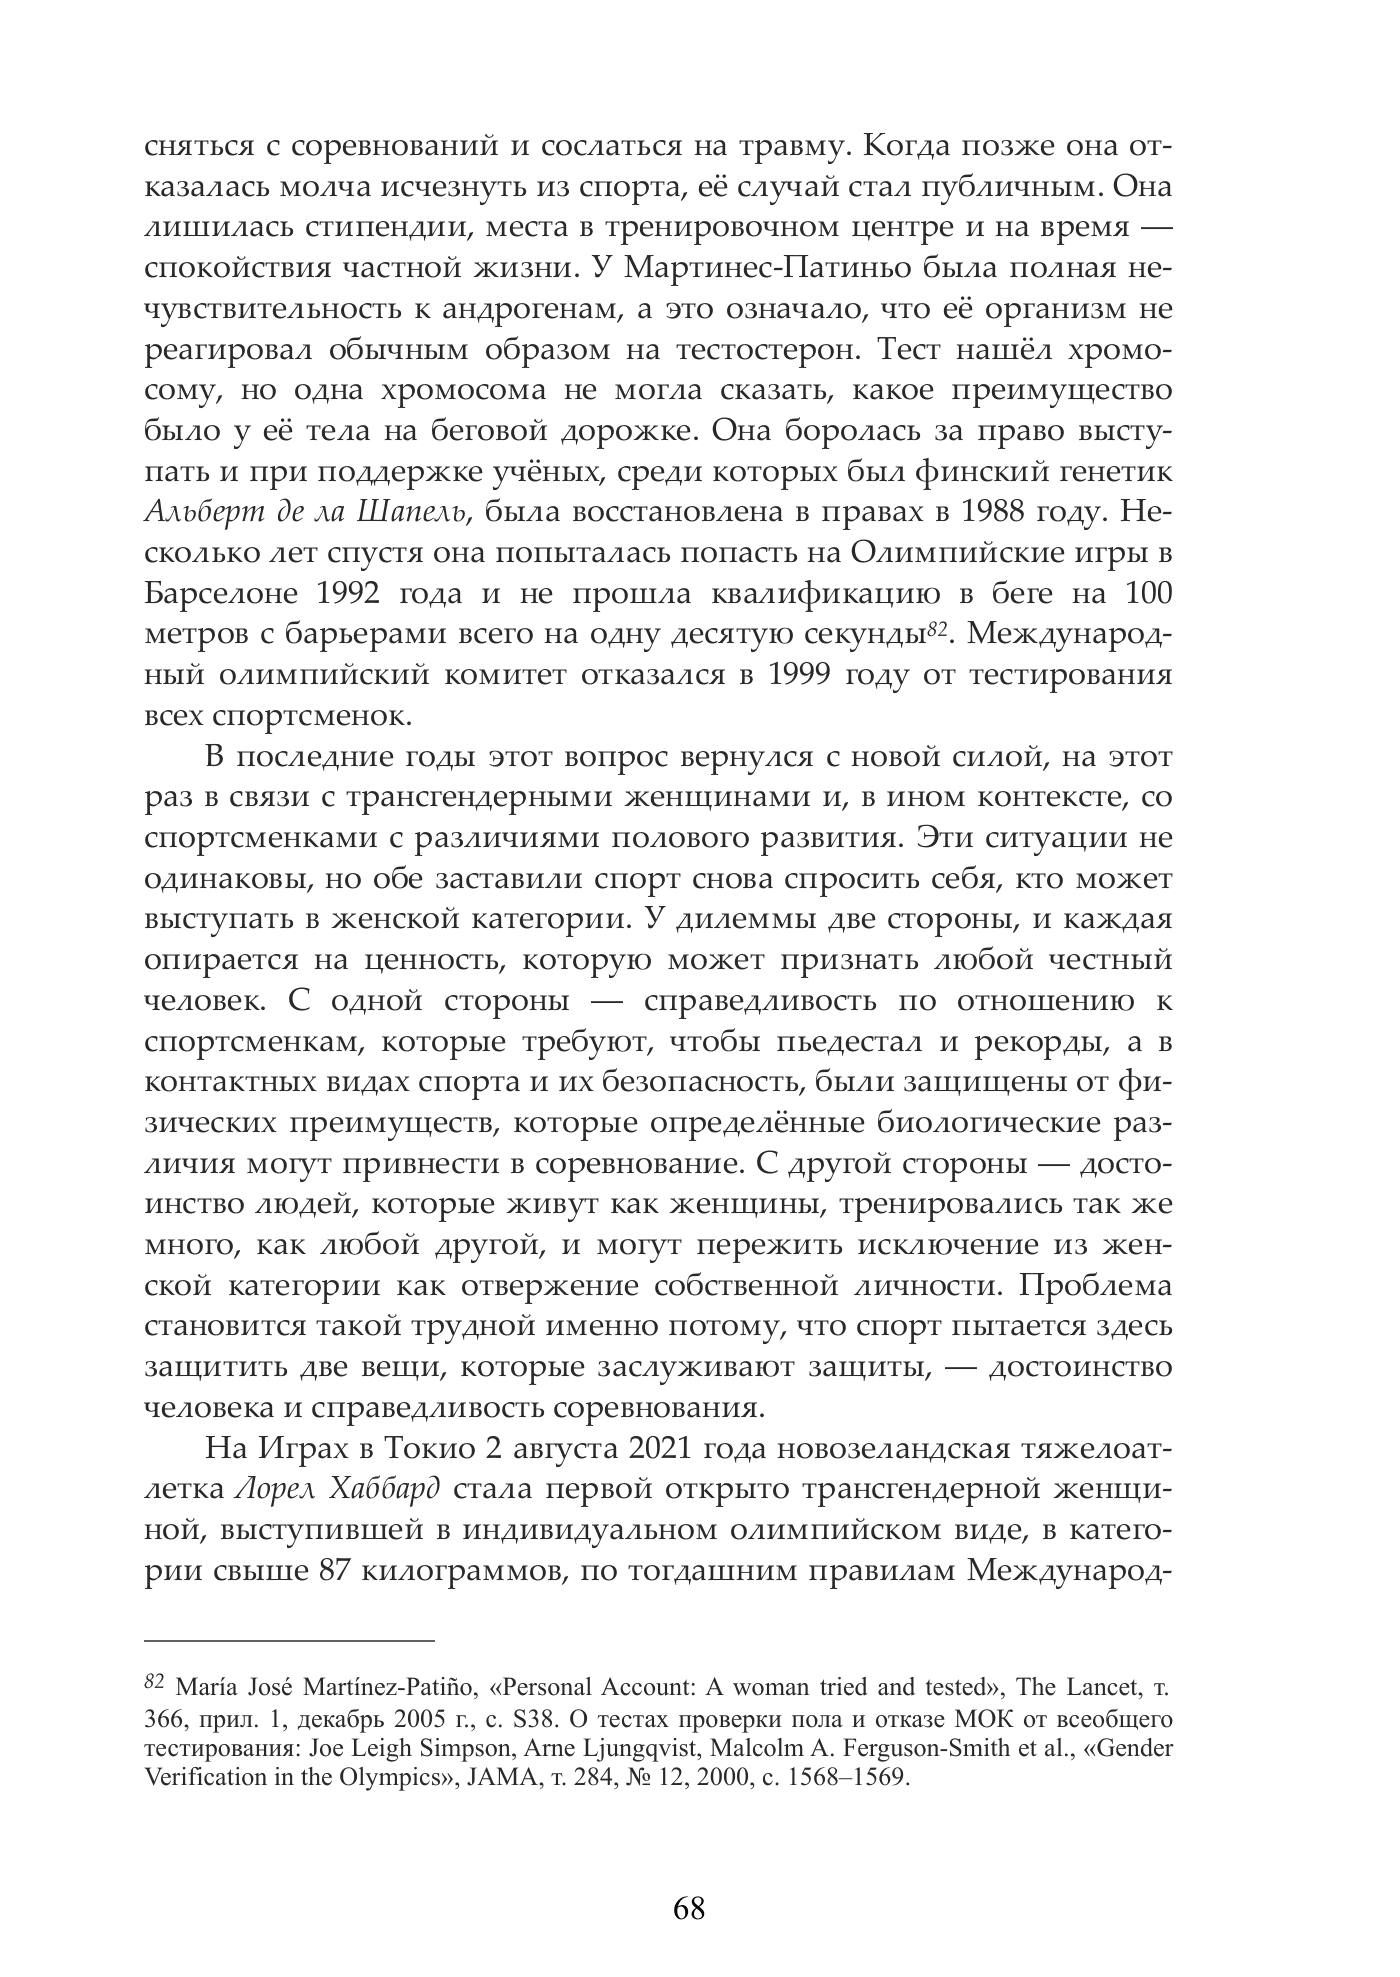 сняться с соревнований и сослаться на травму. Когда позже она от-
казалась молча исчезнуть из спорта, её случай стал публичным. Она
лишилась стипендии, места в тренировочном центре и на время —
спокойствия частной жизни. У Мартинес-Патиньо была полная не-
чувствительность к андрогенам, а это означало, что её организм не
реагировал обычным образом на тестостерон. Тест нашёл хромо-
сому, но одна хромосома не могла сказать, какое преимущество
было у её тела на беговой дорожке. Она боролась за право высту-
пать и при поддержке учёных, среди которых был финский генетик
Альберт де ла Шапель, была восстановлена в правах в 1988 году. Не-
сколько лет спустя она попыталась попасть на Олимпийские игры в
Барселоне 1992 года и не прошла квалификацию в беге на 100
метров с барьерами всего на одну десятую секунды82. Международ-
ный олимпийский комитет отказался в 1999 году от тестирования
всех спортсменок.
В последние годы этот вопрос вернулся с новой силой, на этот
раз в связи с трансгендерными женщинами и, в ином контексте, со
спортсменками с различиями полового развития. Эти ситуации не
одинаковы, но обе заставили спорт снова спросить себя, кто может
выступать в женской категории. У дилеммы две стороны, и каждая
опирается на ценность, которую может признать любой честный
человек. С одной стороны — справедливость по отношению к
спортсменкам, которые требуют, чтобы пьедестал и рекорды, а в
контактных видах спорта и их безопасность, были защищены от фи-
зических преимуществ, которые определённые биологические раз-
личия могут привнести в соревнование. С другой стороны — досто-
инство людей, которые живут как женщины, тренировались так же
много, как любой другой, и могут пережить исключение из жен-
ской категории как отвержение собственной личности. Проблема
становится такой трудной именно потому, что спорт пытается здесь
защитить две вещи, которые заслуживают защиты, — достоинство
человека и справедливость соревнования.
На Играх в Токио 2 августа 2021 года новозеландская тяжелоат-
летка Лорел Хаббард стала первой открыто трансгендерной женщи-
ной, выступившей в индивидуальном олимпийском виде, в катего-
рии свыше 87 килограммов, по тогдашним правилам Международ-
82 María José Martínez-Patiño, «Personal Account: A woman tried and tested», The Lancet, т.
366, прил. 1, декабрь 2005 г., с. S38. О тестах проверки пола и отказе МОК от всеобщего
тестирования: Joe Leigh Simpson, Arne Ljungqvist, Malcolm A. Ferguson-Smith et al., «Gender
Verification in the Olympics», JAMA, т. 284, № 12, 2000, с. 1568–1569.
68